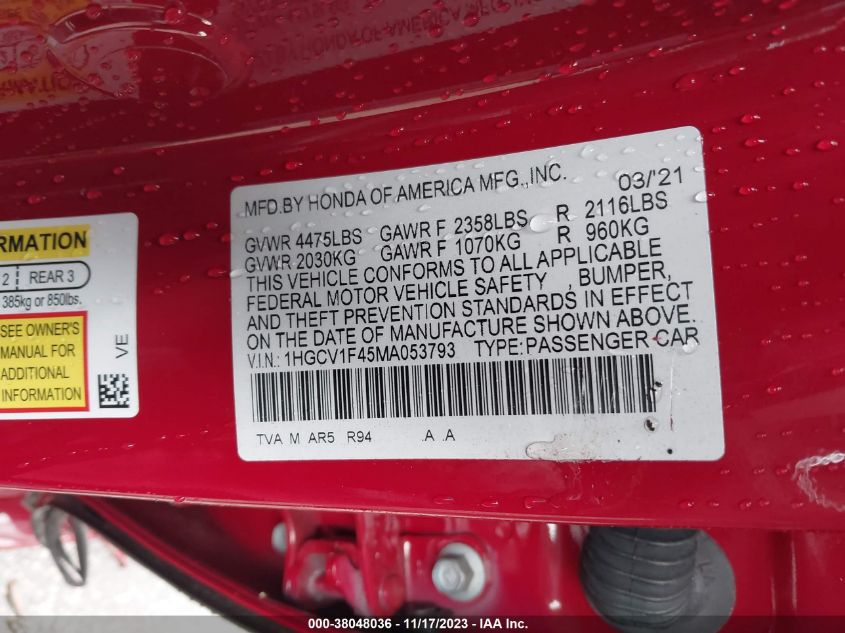 MFD.BY HONDA OF AMERICA MFG.,INC. 03/'21
GVWR 4475LBS GAWR F 2358LBS R 2116LBS
GVWR 2030KG GAWR F 1070KG R 960KG
THIS VEHICLE CONFORMS TO ALL APPLICABLE
FEDERAL MOTOR VEHICLE SAFETY , BUMPER,
AND THEFT PREVENTION STANDARDS IN EFFECT
ON THE DATE OF MANUFACTURE SHOWN ABOVE.
V.I.N.: 1HGCV1F45MA053793 TYPE:PASSENGER CAR
TVA M AR5 R94 .A .A
RMATION
2 REAR 3
385kg or 850lbs.
SEE OWNER'S
MANUAL FOR
ADDITIONAL
INFORMATION
VE
000-38048036 - 11/17/2023 - IAA Inc.